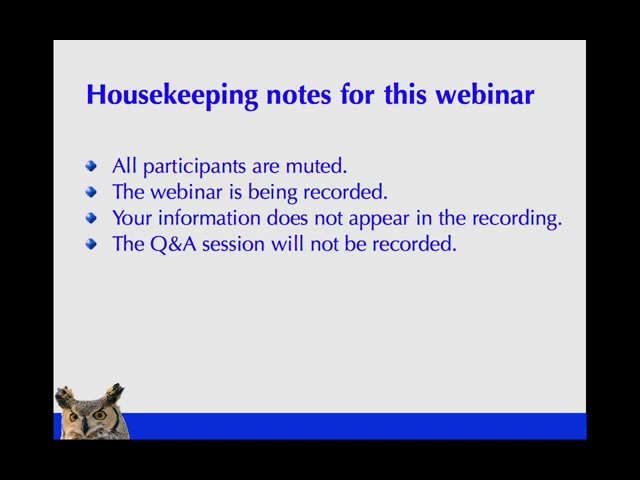 Housekeeping notes for this webinar
All participants are muted.
The webinar is being recorded.
Your information does not appear in the recording.
The Q&A session will not be recorded.